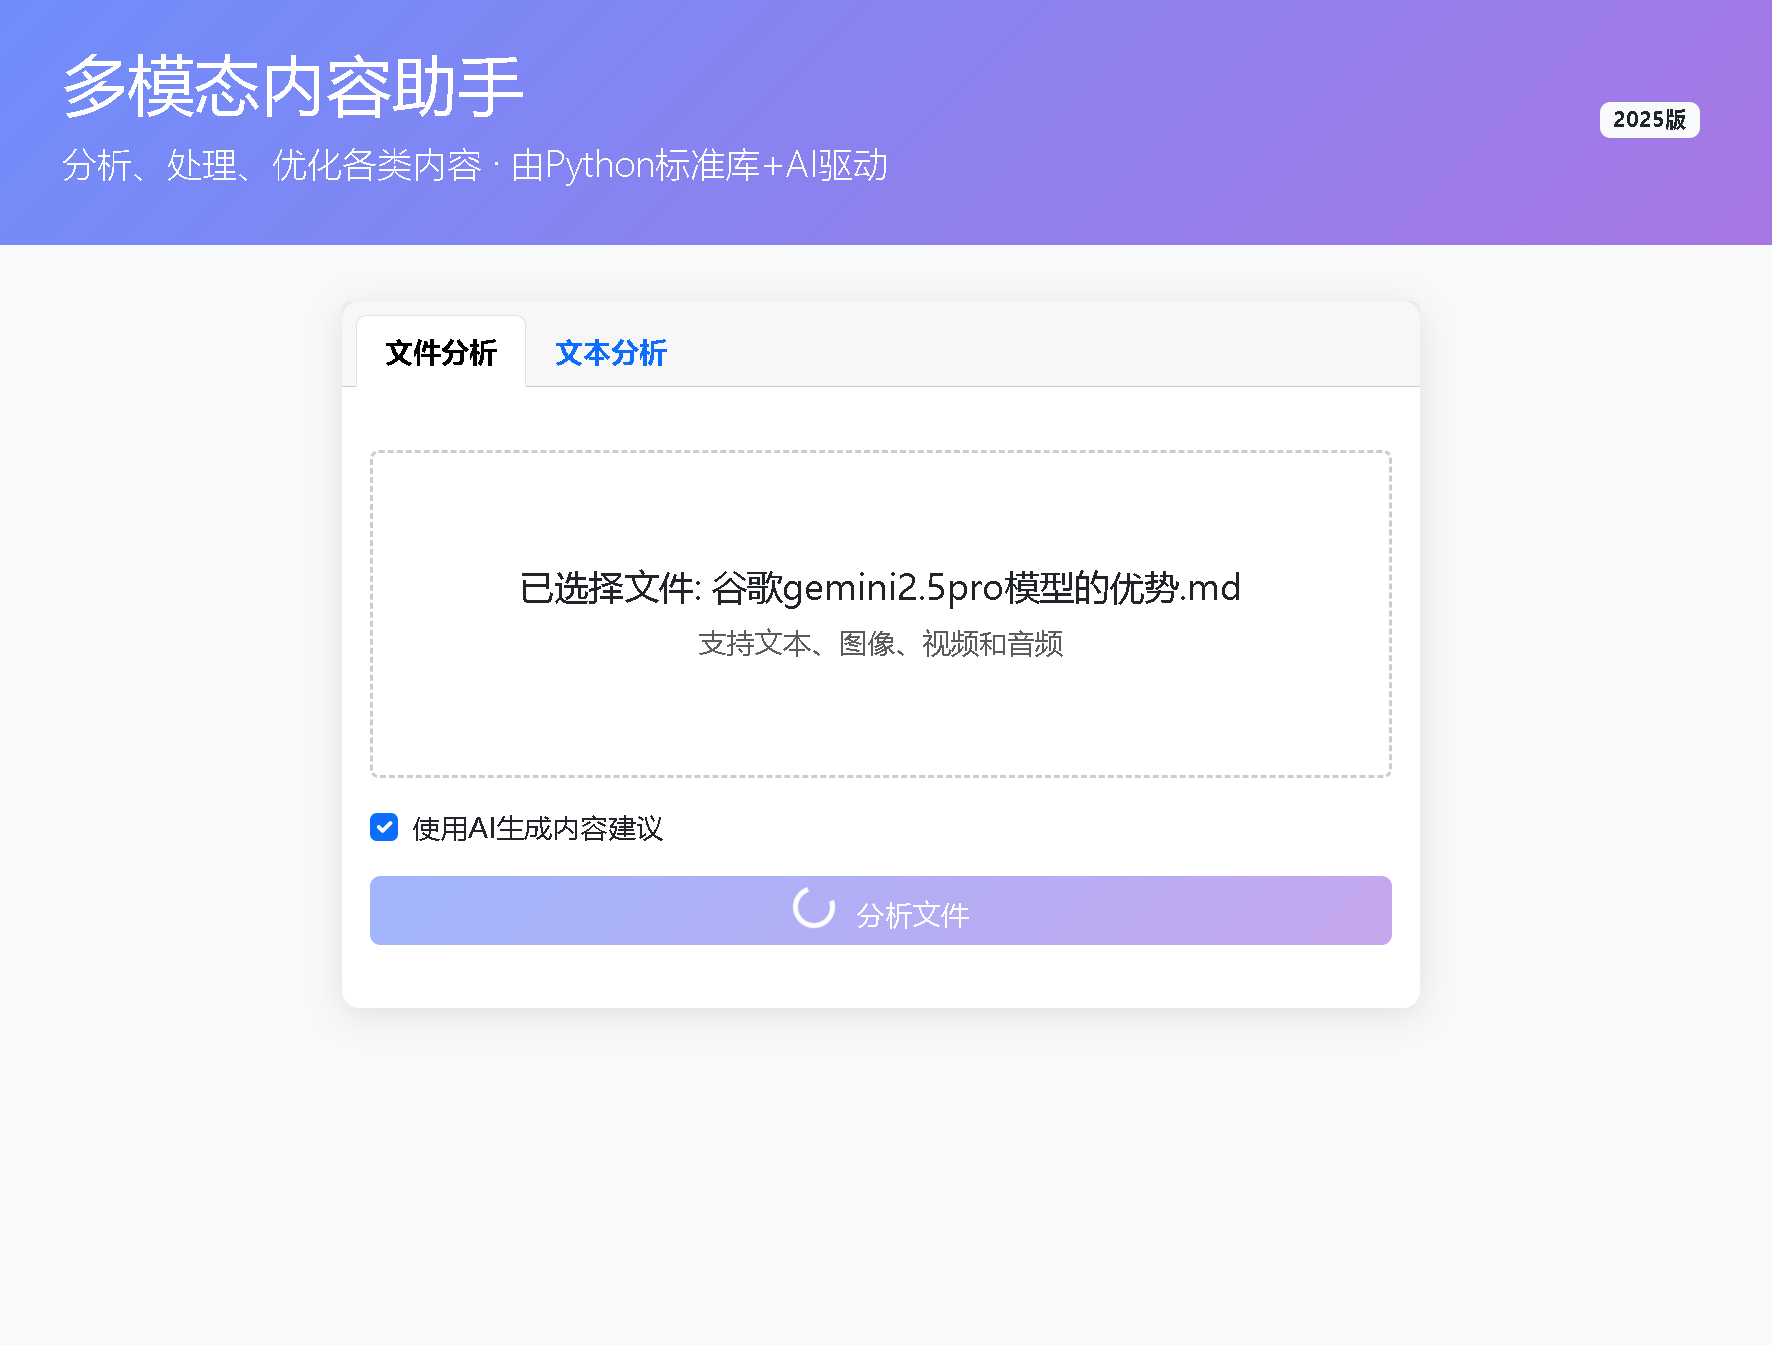 多模态内容助手
分析、处理、优化各类内容 · 由Python标准库+AI驱动
2025版
文件分析
文本分析
已选择文件: 谷歌gemini2.5pro模型的优势.md
支持文本、图像、视频和音频
使用AI生成内容建议
分析文件